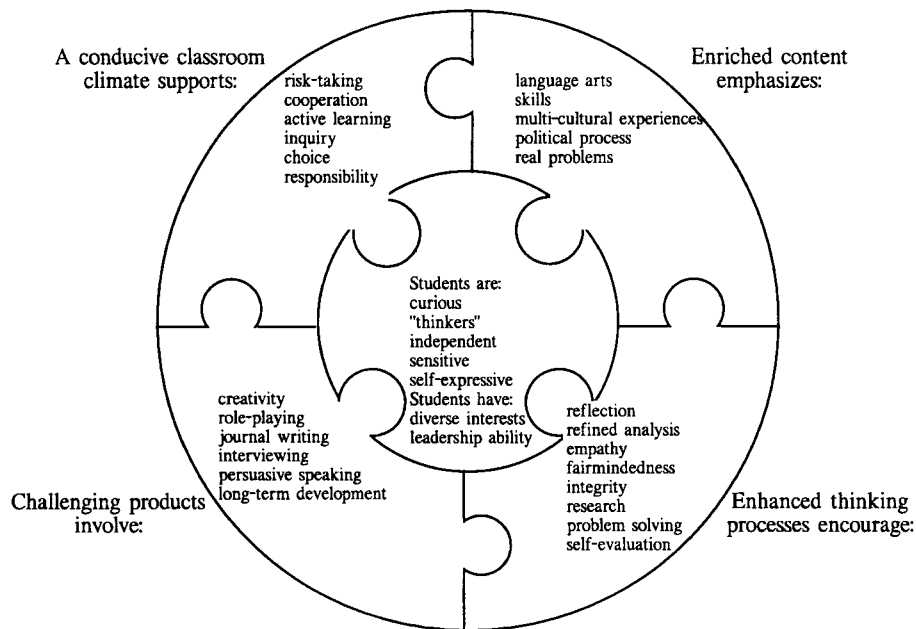 A conducive classroom
climate supports:
risk-taking
cooperation
active learning
inquiry
choice
responsibility
Enriched content
emphasizes:
language arts
skills
multi-cultural experiences
political process
real problems
Students are:
curious
"thinkers"
independent
sensitive
self-expressive
Students have:
diverse interests
leadership ability
Challenging products
involve:
creativity
role-playing
journal writing
interviewing
persuasive speaking
long-term development
Enhanced thinking
processes encourage:
reflection
refined analysis
empathy
fairmindedness
integrity
research
problem solving
self-evaluation